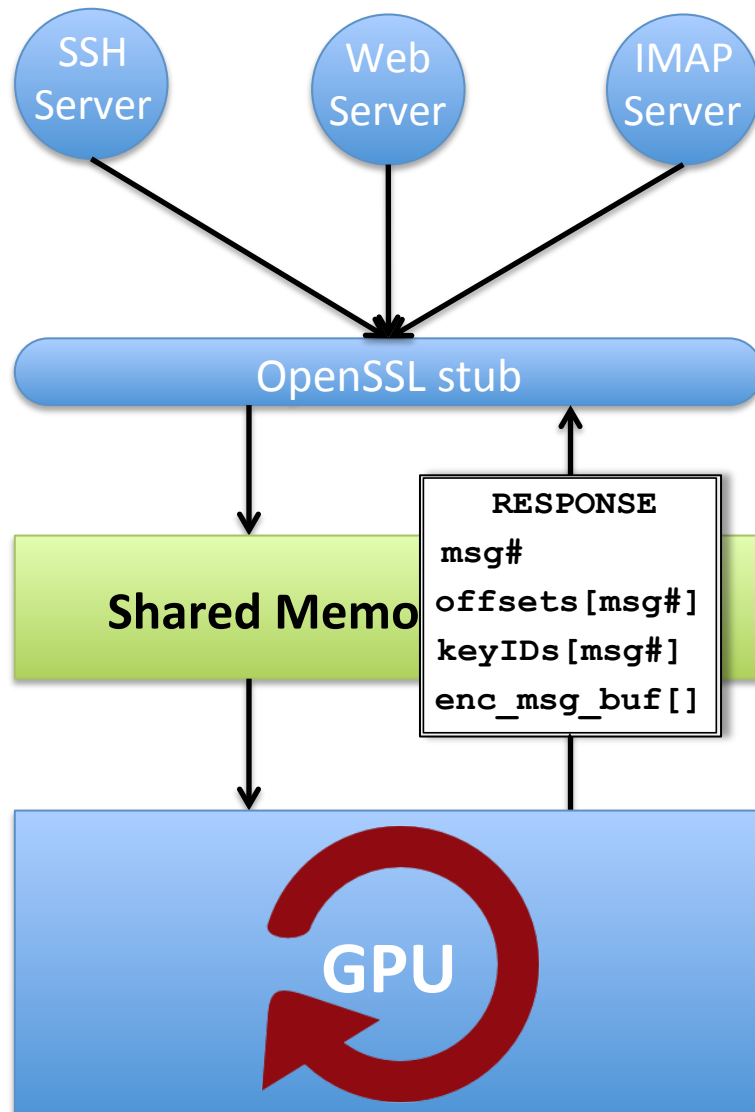 SSH
Server
Web
Server
IMAP
Server
OpenSSL stub
Shared Memo
RESPONSE
msg#
offsets[msg#]
keyIDs[msg#]
enc_msg_buf[]
GPU